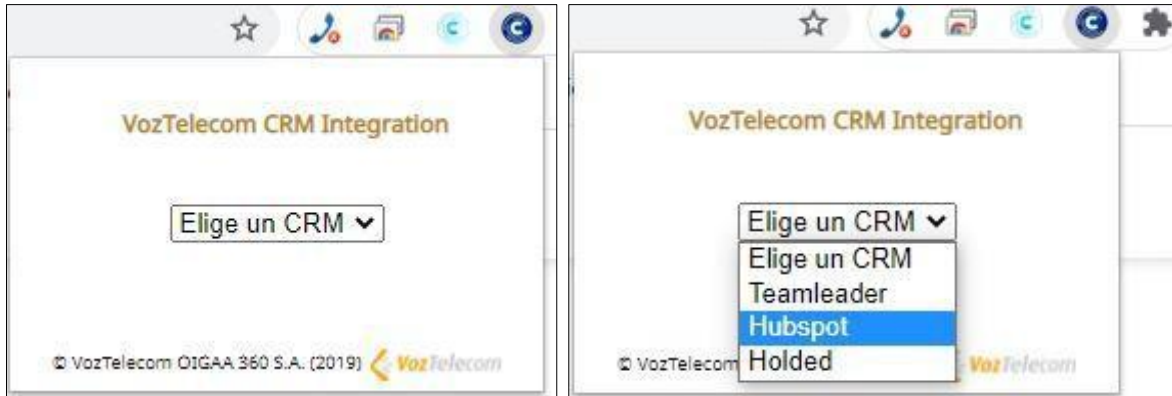 VozTelecom CRM Integration
Elige un CRM
© VozTelecom OIGAA 360 S.A. (2019) VozTelecom
VozTelecom CRM Integration
Elige un CRM
Elige un CRM
Teamleader
Hubspot
Holded
© VozTelecom VozTelecom